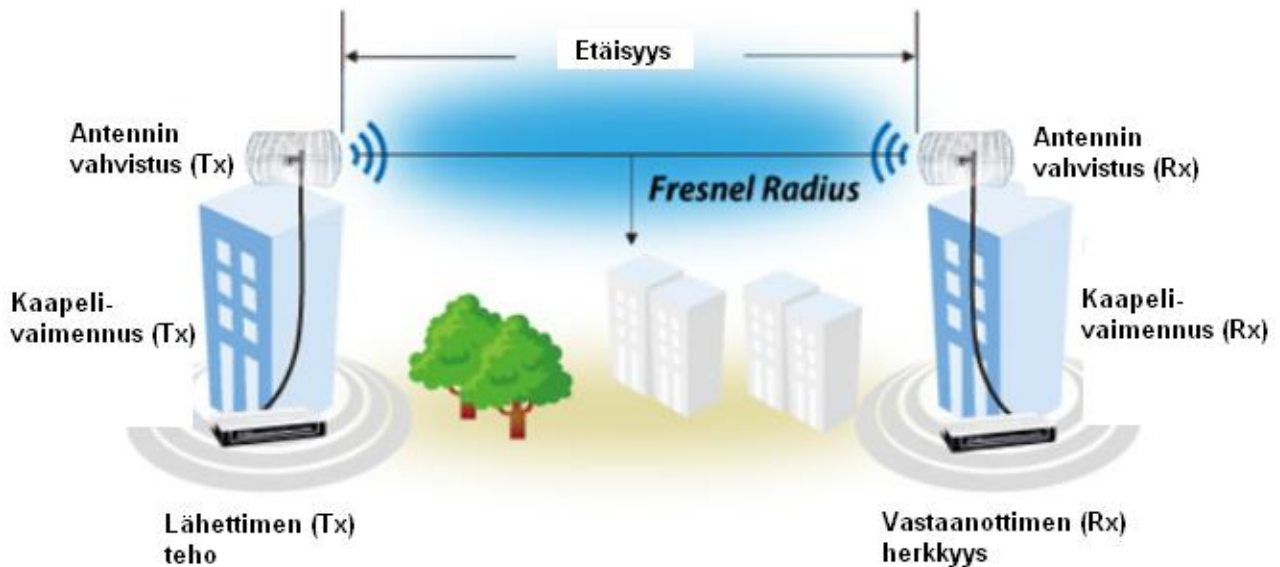 Etäisyys
Antennin
vahvistus (Tx)
Antennin
vahvistus (Rx)
Fresnel Radius
Kaapeli-
vaimennus (Tx)
Kaapeli-
vaimennus (Rx)
Lähettimen (Tx)
teho
Vastaanottimen (Rx)
herkkyys